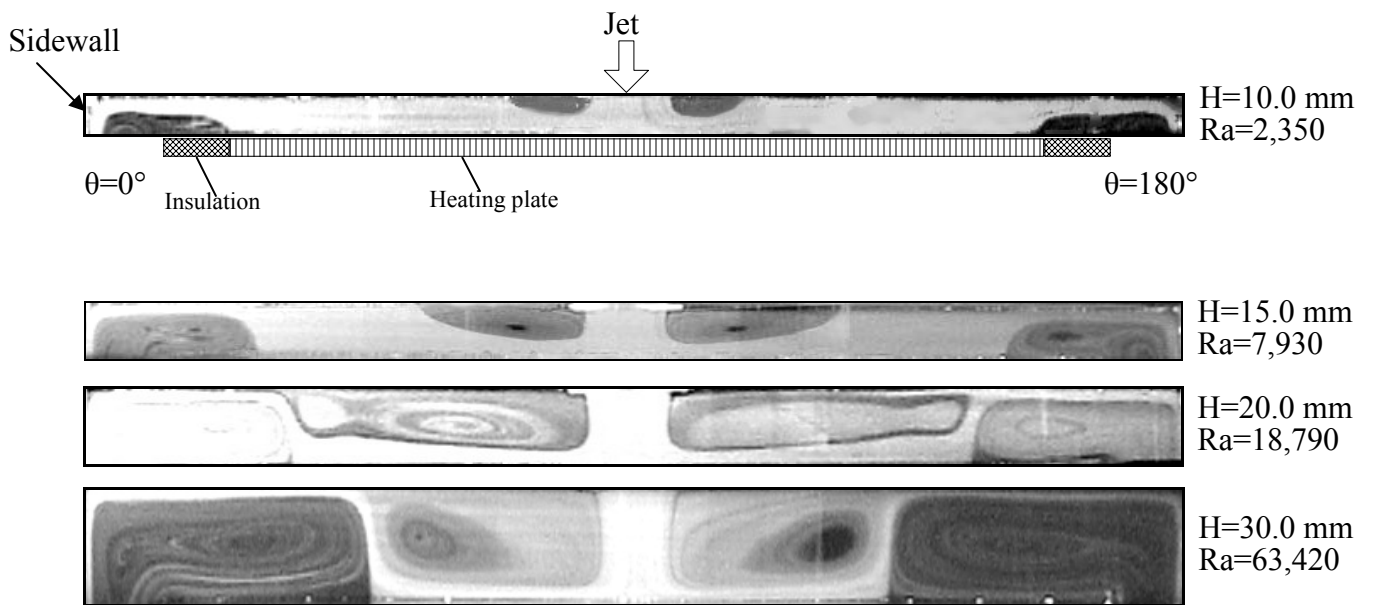 Jet
Sidewall
H=10.0 mm
Ra=2,350
θ=0°
θ=180°
Insulation
Heating plate
H=15.0 mm
Ra=7,930
H=20.0 mm
Ra=18,790
H=30.0 mm
Ra=63,420